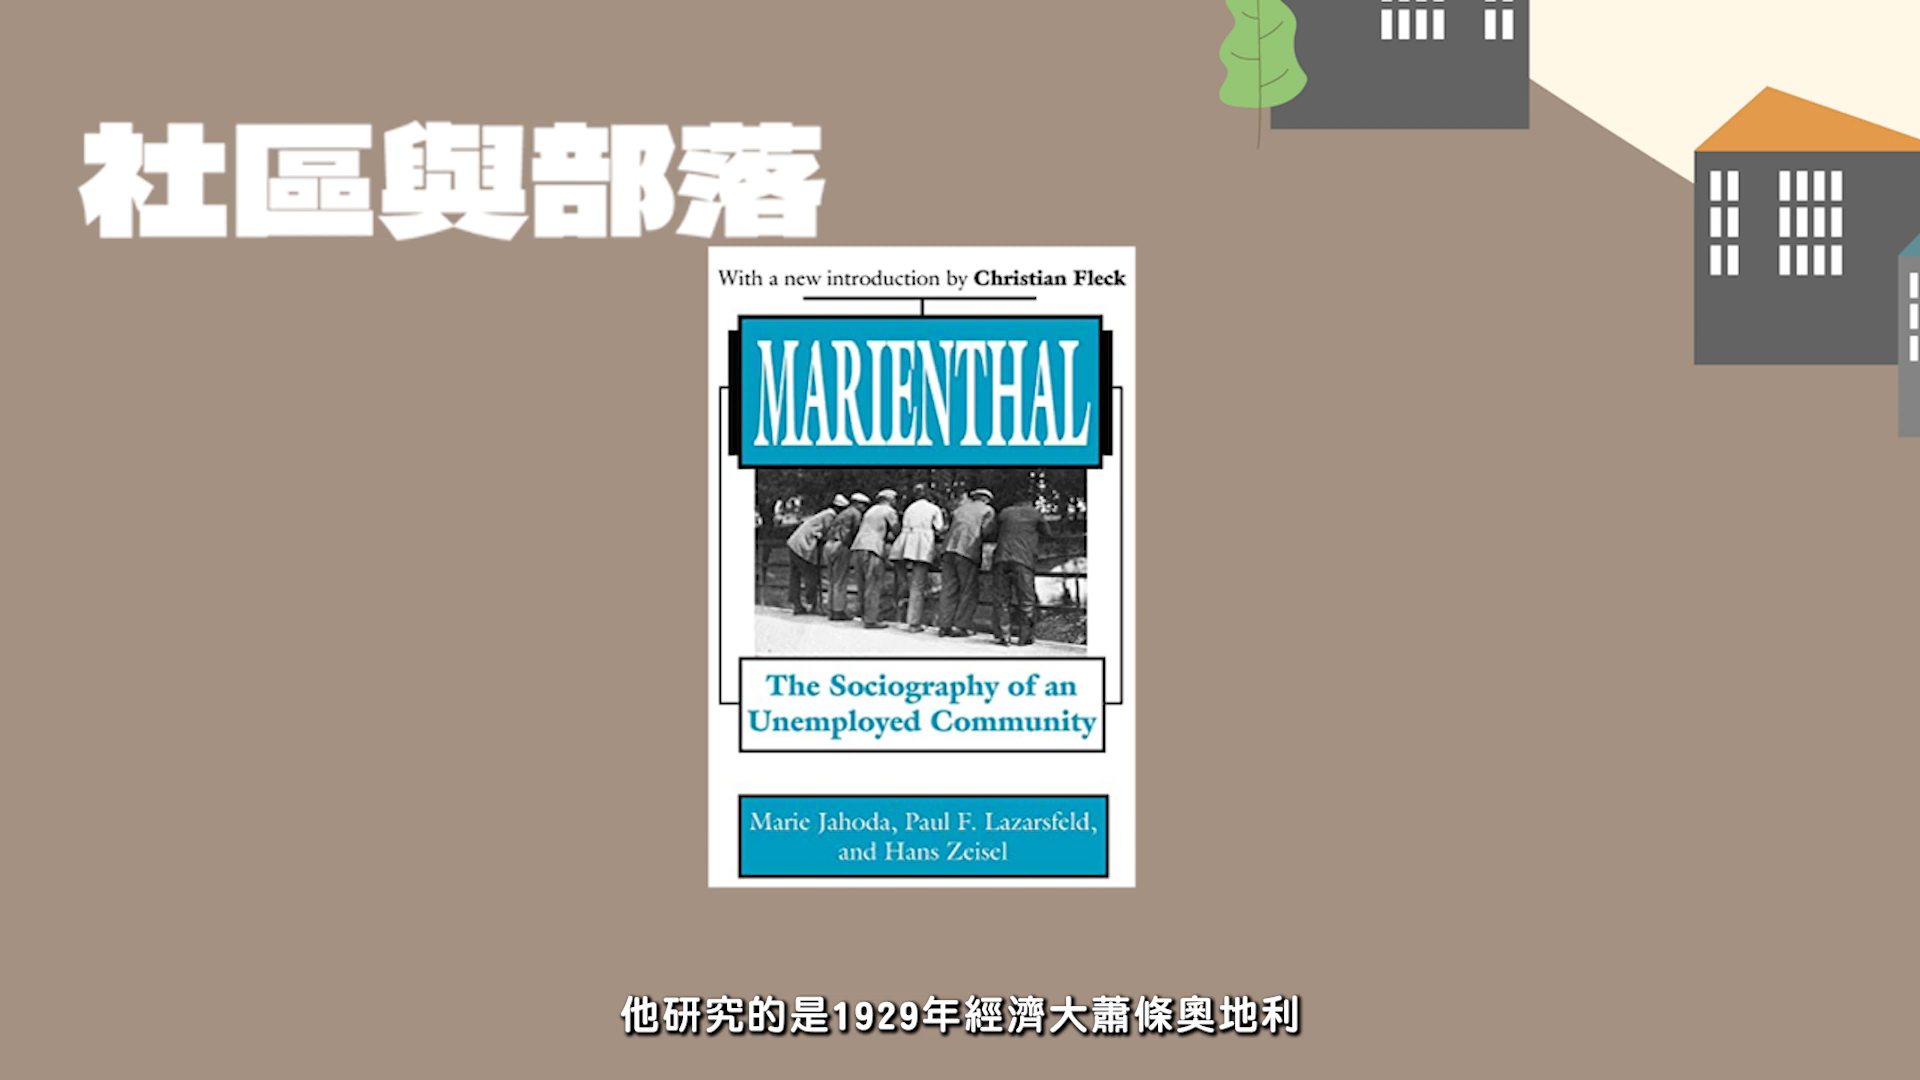 社區與部落
With a new introduction by Christian Fleck
MARIENTHAL
The Sociography of an
Unemployed Community
Marie Jahoda, Paul F. Lazarsfeld,
and Hans Zeisel
他研究的是1929年經濟大蕭條奧地利